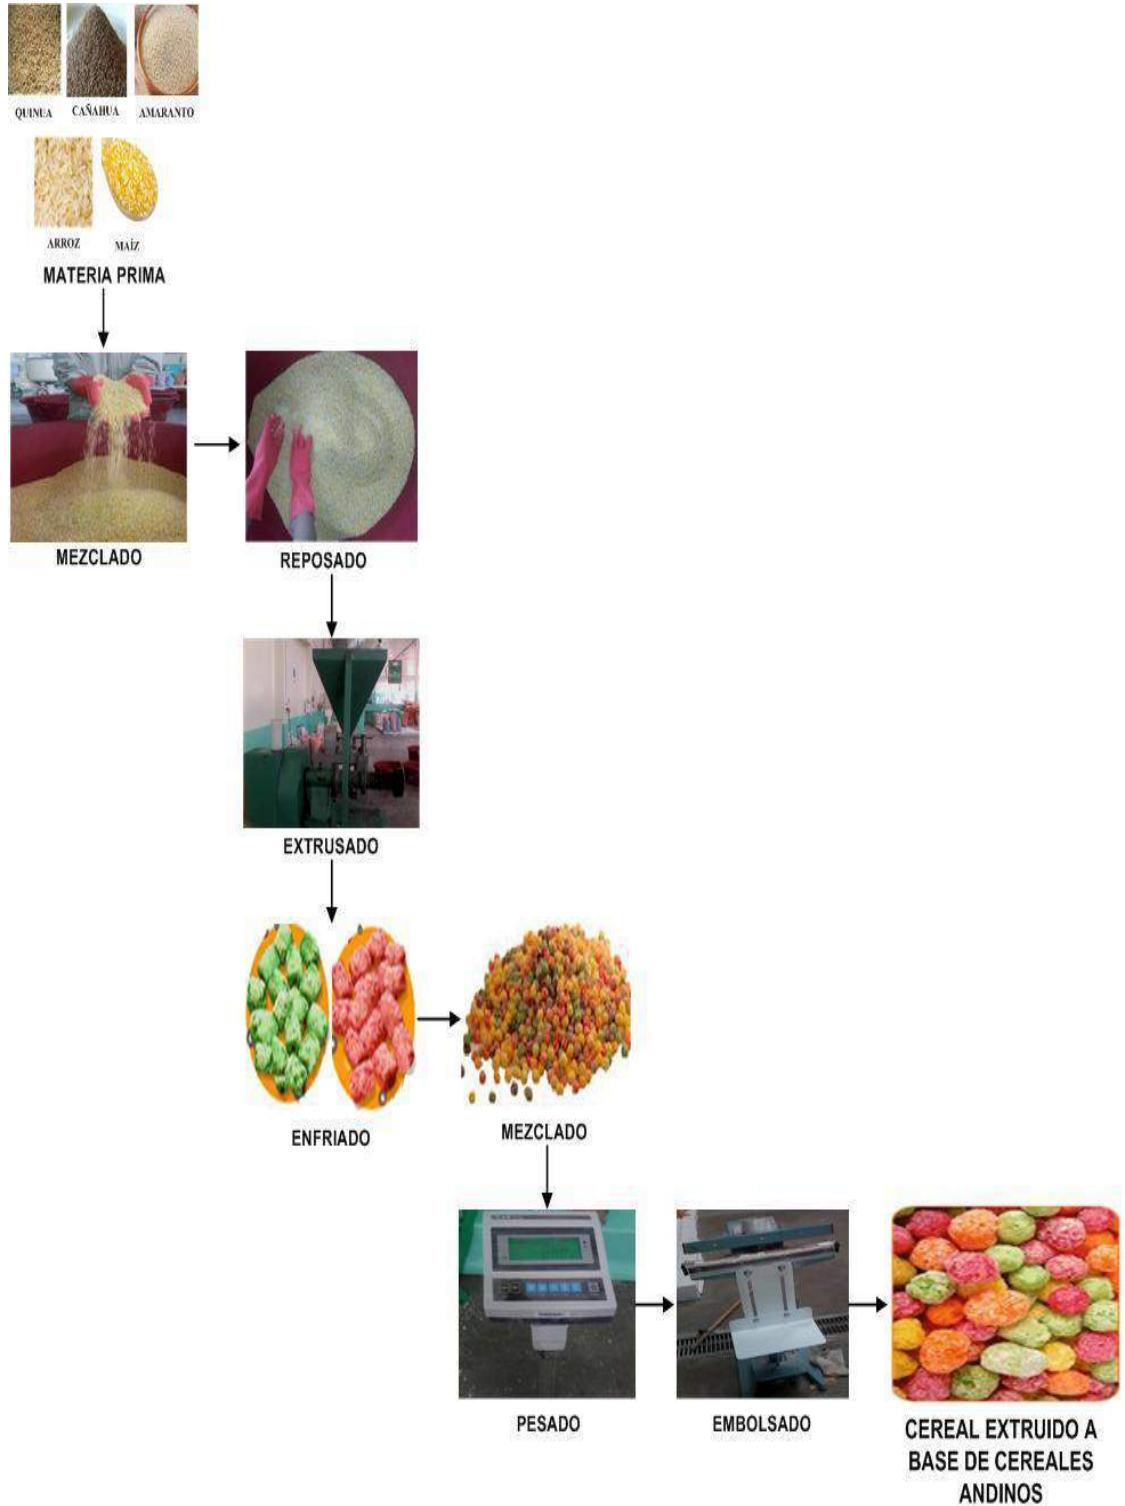 QUINUA
CAÑAHUA
AMARANTO
ARROZ
MAÍZ
MATERIA PRIMA
MEZCLADO
REPOSADO
EXTRUSADO
ENFRIADO
MEZCLADO
PESADO
EMBOLSADO
CEREAL EXTRUIDO A
BASE DE CEREALES
ANDINOS